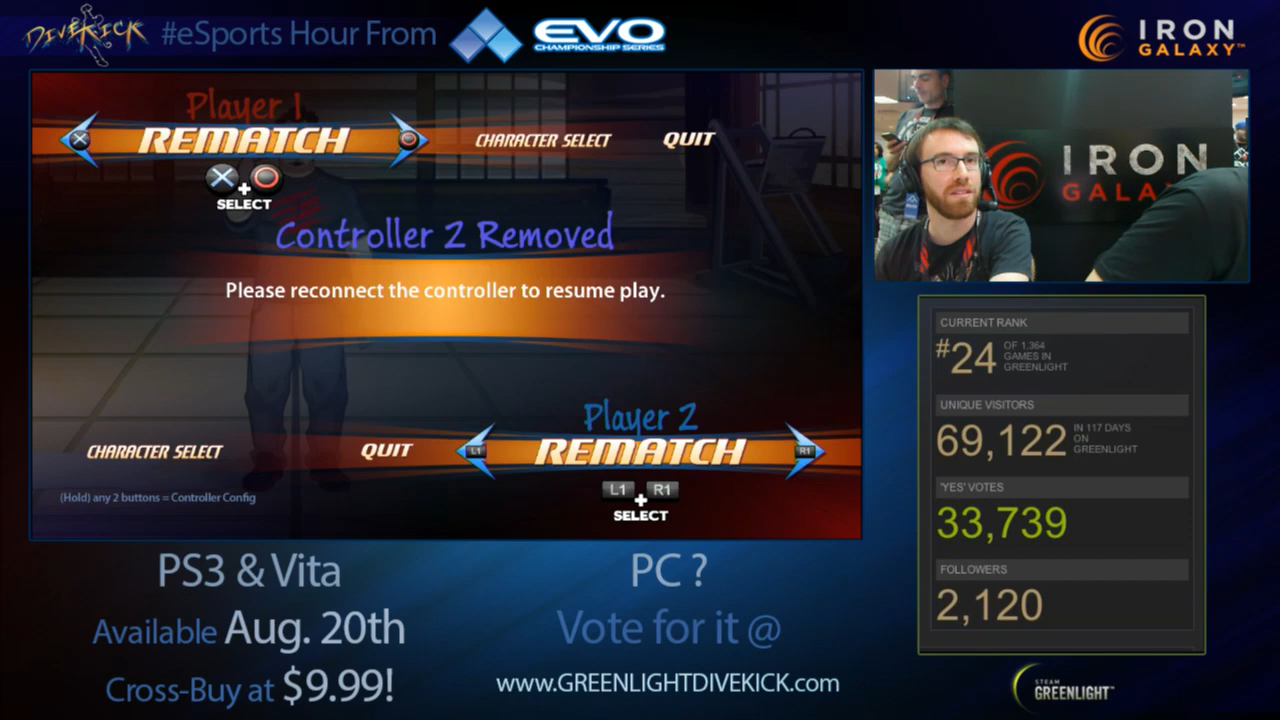 DIVEKICK #eSports Hour From EVO
CHAMPIONSHIP SERIES
IRON
GALAXY™
Player 1
REMATCH CHARACTER SELECT QUIT
+
SELECT
Controller 2 Removed
Please reconnect the controller to resume play.
Player 2
CHARACTER SELECT QUIT L1 REMATCH R1
(Hold) any 2 buttons = Controller Config
L1 + R1
SELECT
IRON
GALA
CURRENT RANK
#24 OF 1,364
GAMES IN
GREENLIGHT
UNIQUE VISITORS
69,122 IN 117 DAYS
ON
GREENLIGHT
'YES' VOTES
33,739
FOLLOWERS
2,120
PS3 & Vita
Available Aug. 20th
Cross-Buy at $9.99!
PC ?
Vote for it @
www.GREENLIGHTDIVEKICK.com
STEAM
GREENLIGHT™